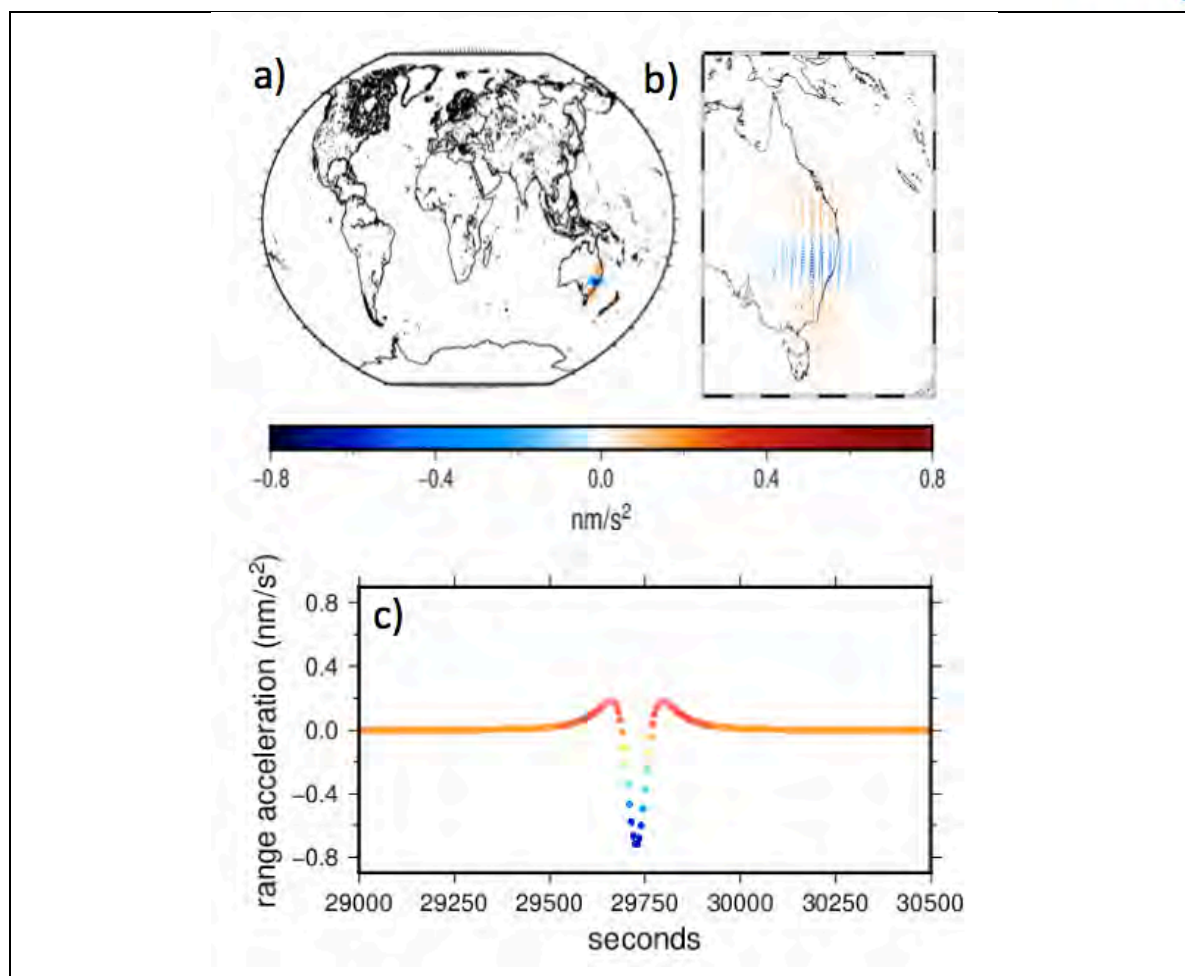 a)
b)
−0.8 −0.4 0.0 0.4 0.8
nm/s²
c)
range acceleration (nm/s²)
0.8
0.4
0.0
−0.4
−0.8
29000 29250 29500 29750 30000 30250 30500
seconds